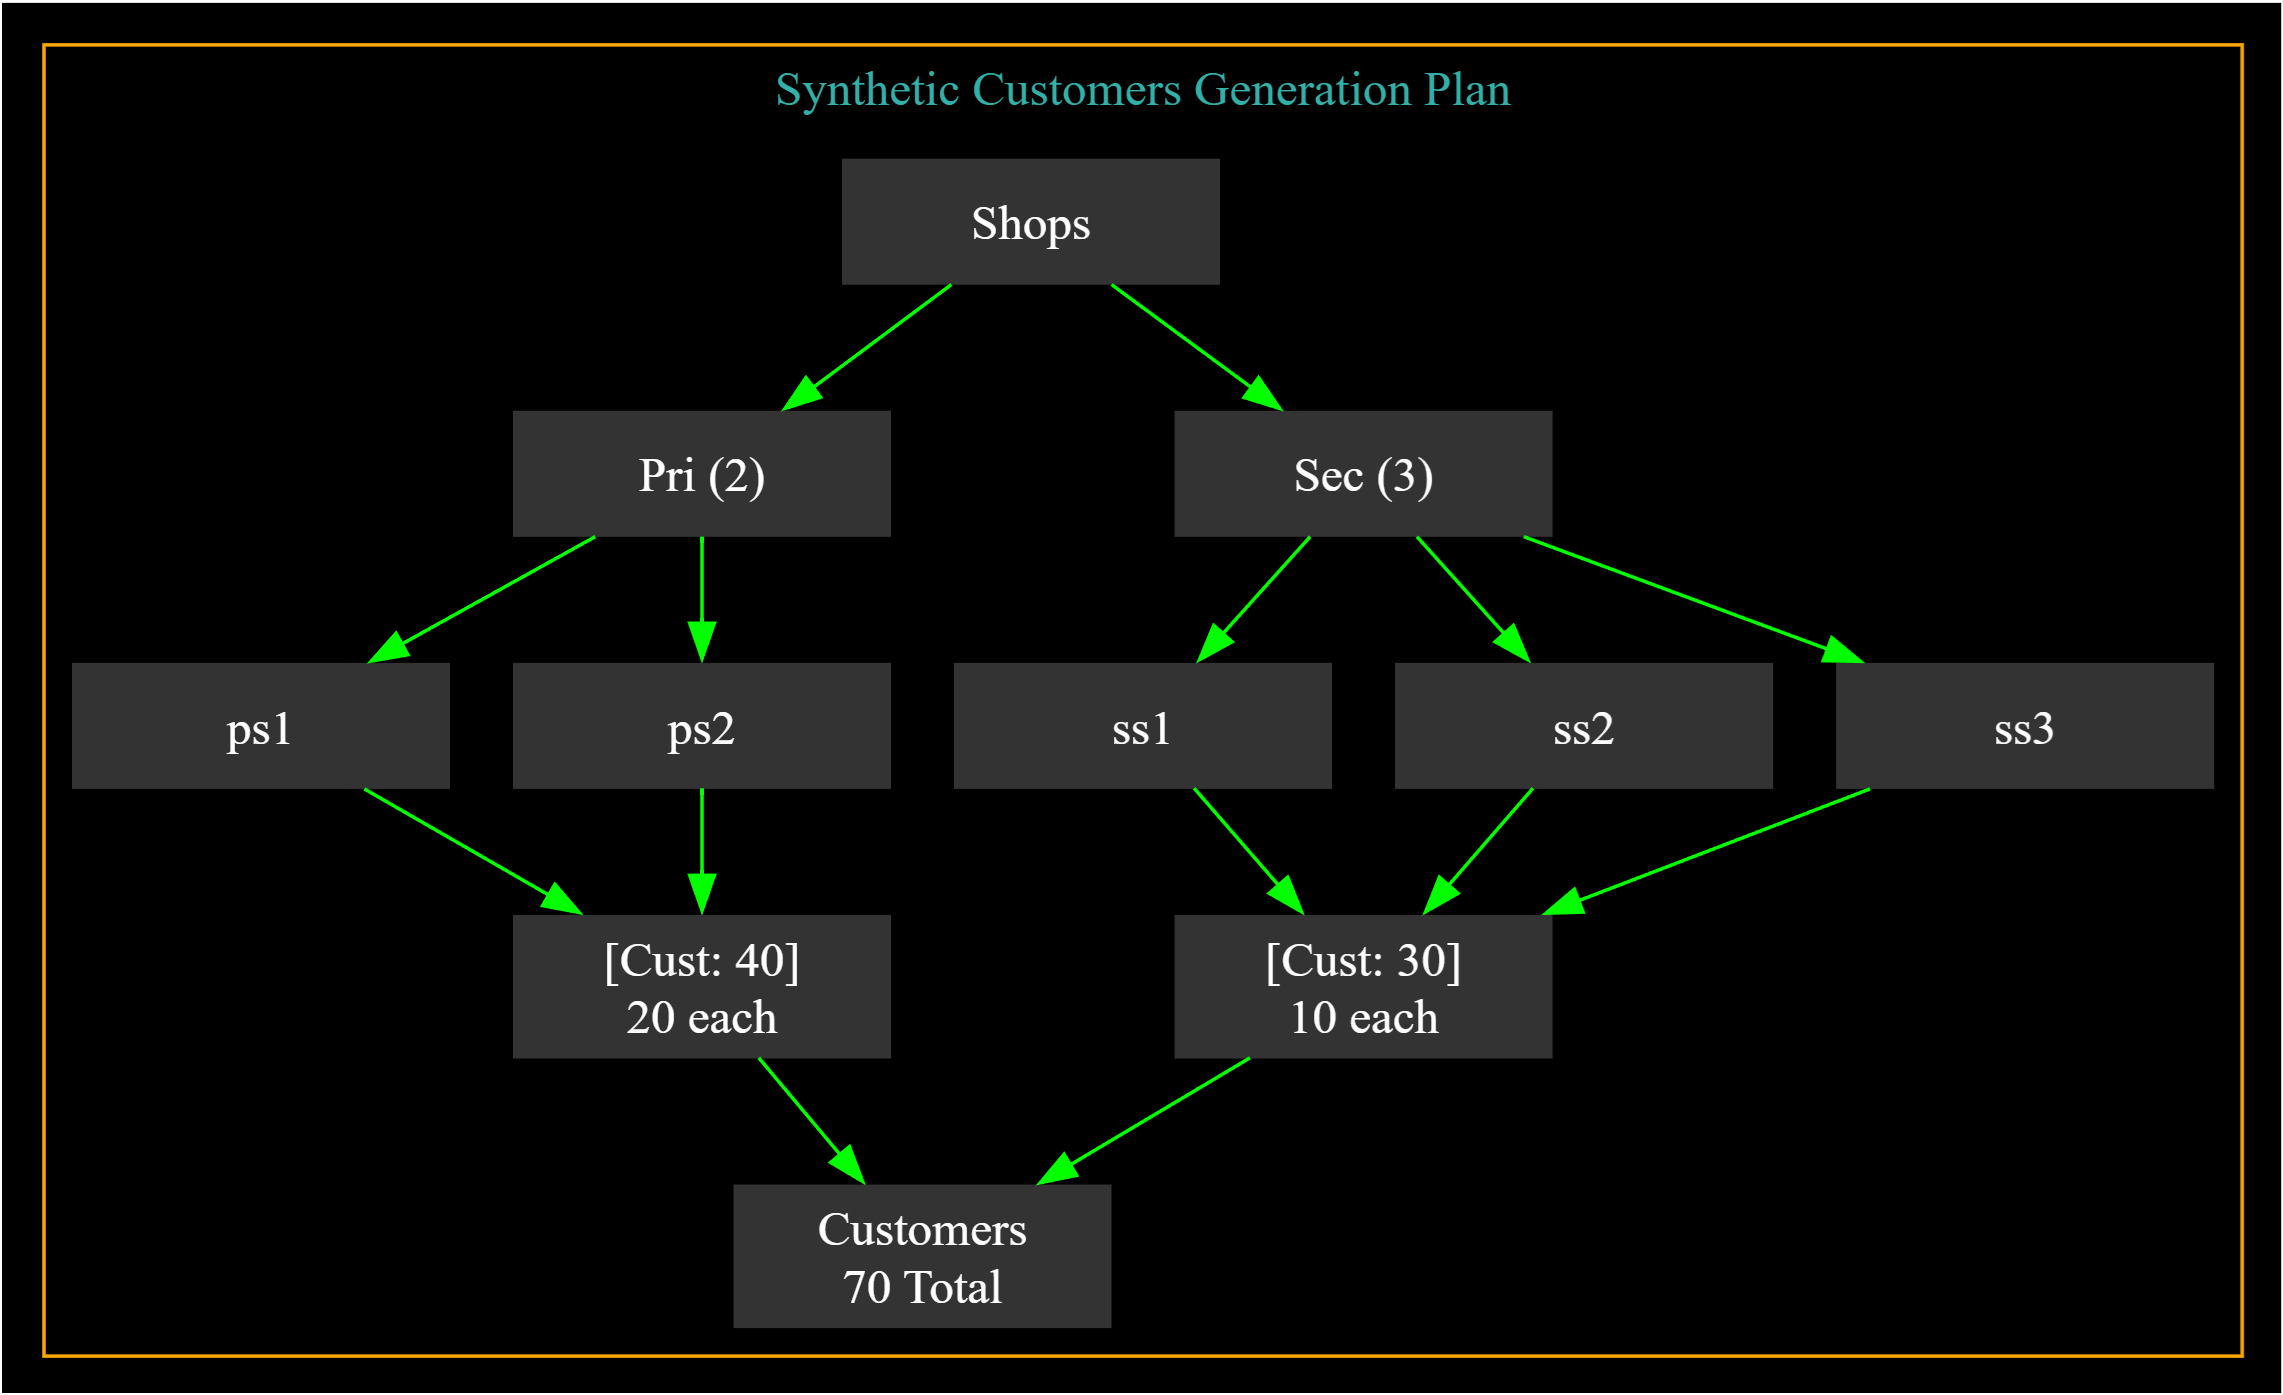 Synthetic Customers Generation Plan
Shops
Pri (2)
Sec (3)
ps1
ps2
ss1
ss2
ss3
[Cust: 40]
20 each
[Cust: 30]
10 each
Customers
70 Total